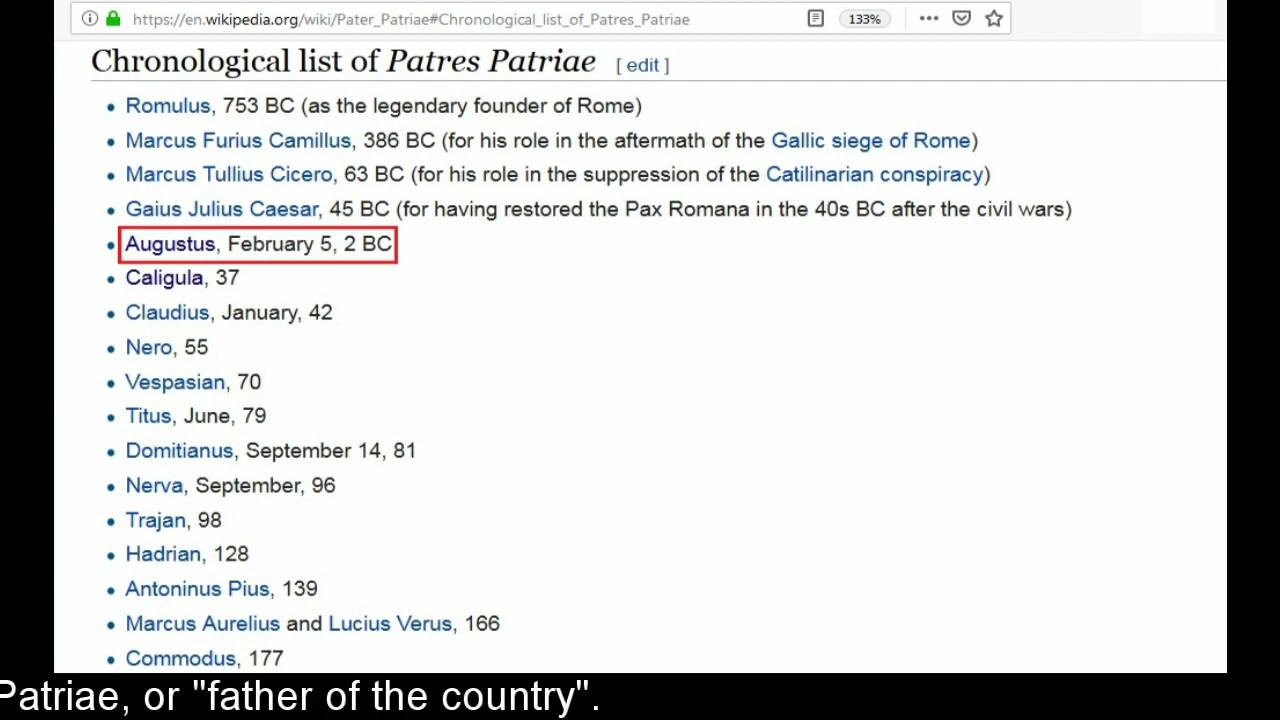 https://en.wikipedia.org/wiki/Pater_Patriae#Chronological_list_of_Patres_Patriae 133%
Chronological list of Patres Patriae [ edit ]
• Romulus, 753 BC (as the legendary founder of Rome)
• Marcus Furius Camillus, 386 BC (for his role in the aftermath of the Gallic siege of Rome)
• Marcus Tullius Cicero, 63 BC (for his role in the suppression of the Catilinarian conspiracy)
• Gaius Julius Caesar, 45 BC (for having restored the Pax Romana in the 40s BC after the civil wars)
• Augustus, February 5, 2 BC
• Caligula, 37
• Claudius, January, 42
• Nero, 55
• Vespasian, 70
• Titus, June, 79
• Domitianus, September 14, 81
• Nerva, September, 96
• Trajan, 98
• Hadrian, 128
• Antoninus Pius, 139
• Marcus Aurelius and Lucius Verus, 166
• Commodus, 177
Patriae, or "father of the country".